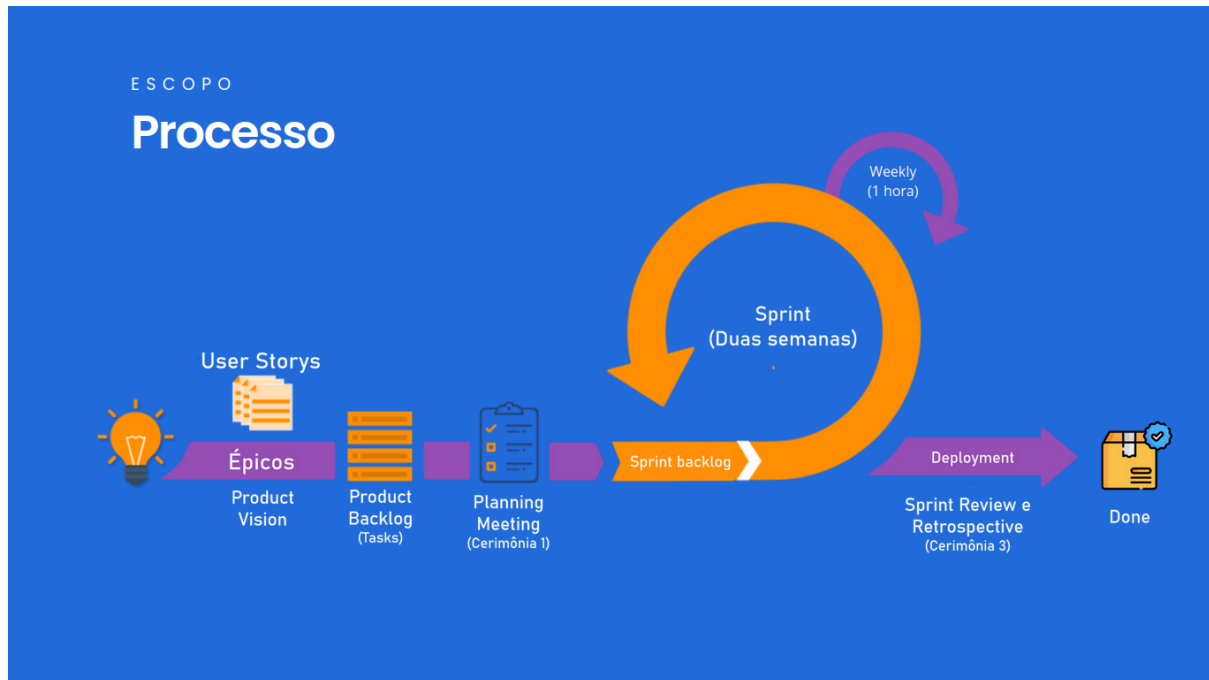 ESCOPO
Processo
Weekly
(1 hora)
Sprint
(Duas semanas)
User Storys
Épicos
Product
Vision
Product
Backlog
(Tasks)
Planning
Meeting
(Cerimônia 1)
Sprint backlog
Deployment
Sprint Review e
Retrospective
(Cerimônia 3)
Done